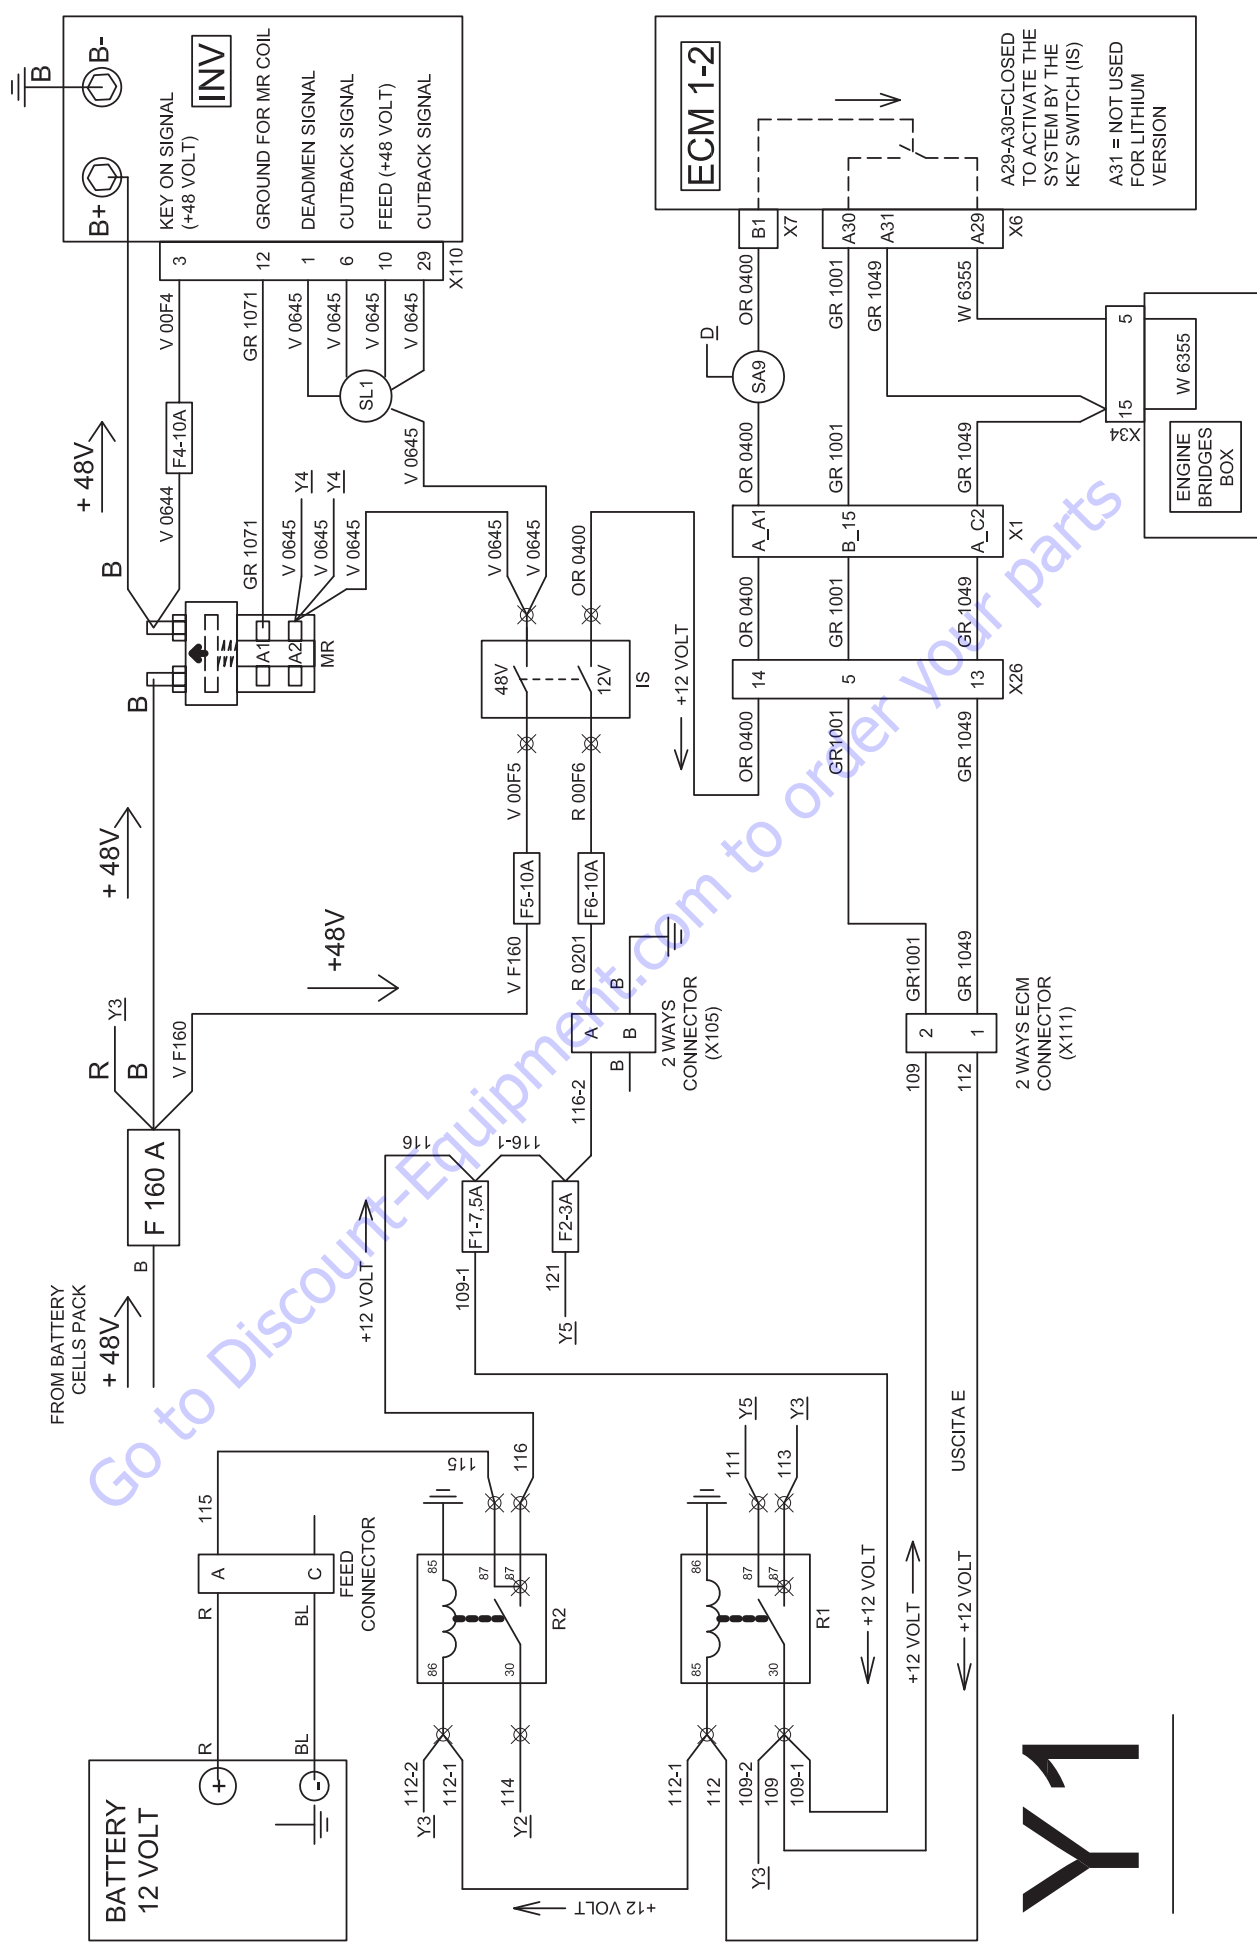 BATTERY
12 VOLT
+
-
R
BL
R
BL
A
C
FEED
CONNECTOR
115
FROM BATTERY
CELLS PACK
+ 48V
B
F 160 A
R
Y3
B
V F160
+ 48V
B
+48V
MR
A1
A2
B
+ 48V
V 0644
F4-10A
V 00F4
GR 1071
GR 1071
V 0645
V 0645
V 0645
Y4
Y4
SL1
V 0645
V 0645
V 0645
V 0645
V 0645
B
B+
B-
INV
3
12
1
6
10
29
X110
KEY ON SIGNAL
(+48 VOLT)
GROUND FOR MR COIL
DEADMEN SIGNAL
CUTBACK SIGNAL
FEED (+48 VOLT)
CUTBACK SIGNAL
Y3
112-2
112-1
114
Y2
86
85
30
87
87
R2
115
116
+12 VOLT
116
116-1
F1-7,5A
109-1
F2-3A
121
Y5
116-2
A
B
B
B
2 WAYS
CONNECTOR
(X105)
V F160
R 0201
F5-10A
F6-10A
V 00F5
R 00F6
48V
12V
IS
V 0645
V 0645
OR 0400
+12 VOLT
+12 VOLT
112-1
112
109-2
109
109-1
Y3
85
86
30
87
87
R1
111
113
Y5
Y3
+12 VOLT
+12 VOLT
+12 VOLT
USCITA E
109
112
2
1
2 WAYS ECM
CONNECTOR
(X111)
GR1001
GR 1049
OR 0400
GR1001
GR 1049
14
5
13
X26
OR 0400
GR 1001
GR 1049
A_A1
B_15
A_C2
X1
OR 0400
GR 1001
GR 1049
SA9
D
OR 0400
GR 1001
GR 1049
W 6355
B1
X7
A30
A31
A29
X6
ECM 1-2
A29-A30=CLOSED
TO ACTIVATE THE
SYSTEM BY THE
KEY SWITCH (IS)
A31 = NOT USED
FOR LITHIUM
VERSION
15
5
X34
W 6355
ENGINE
BRIDGES
BOX
Y 1
Go to Discount-Equipment.com to order your parts